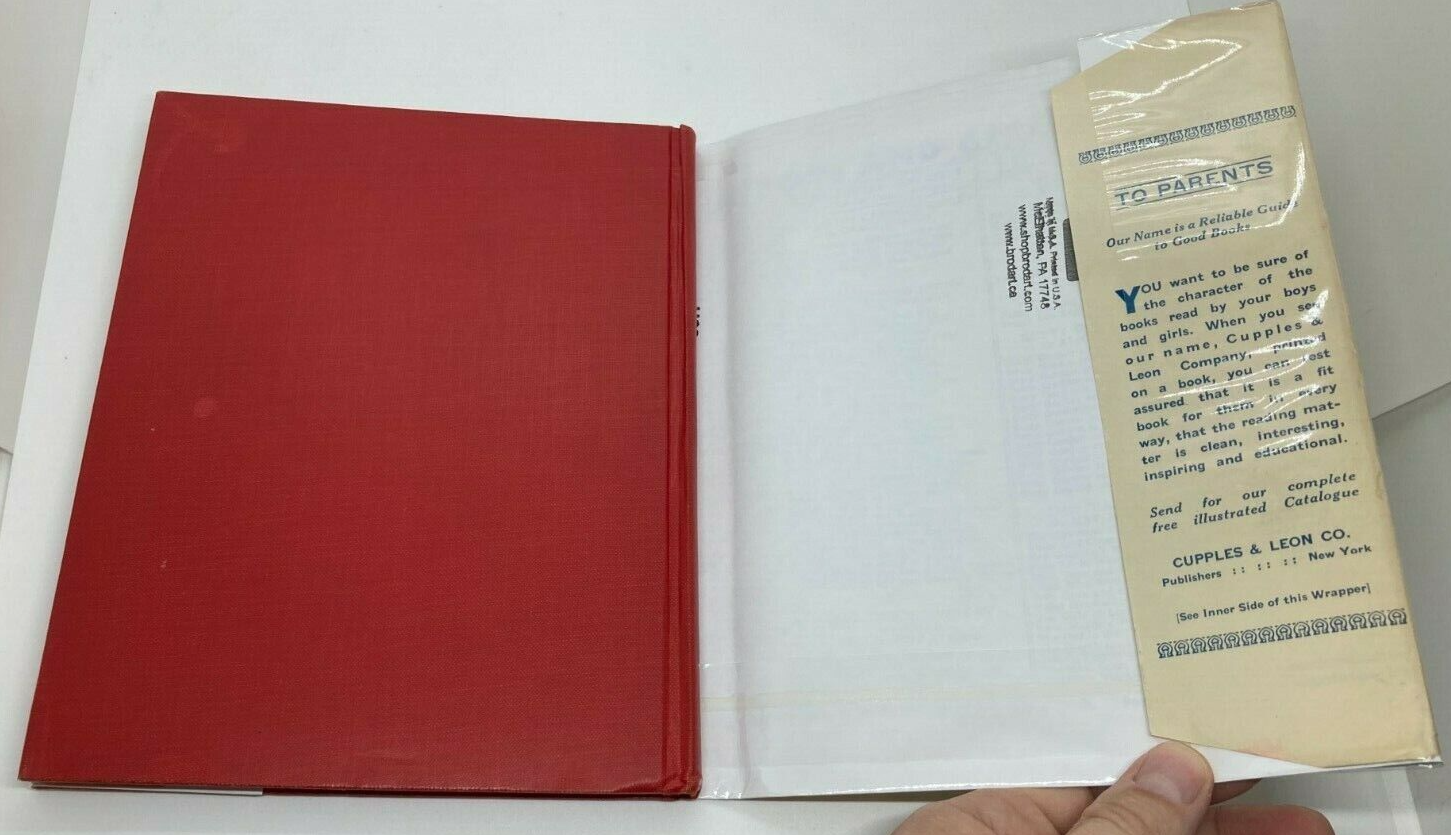 TO PARENTS
Our Name is a Reliable Guide
to Good Books
YOU want to be sure of
the character of the
books read by your boys
and girls. When you see
our name, Cupples &
Leon Company, printed
on a book, you can rest
assured that it is a fit
book for them in every
way, that the reading mat-
ter is clean, interesting,
inspiring and educational.
Send for our complete
free illustrated Catalogue
CUPPLES & LEON CO.
Publishers :: :: :: New York
[See Inner Side of this Wrapper]
Printed in U.S.A.
PA 17748
www.shopbrodart.com
www.brodart.ca